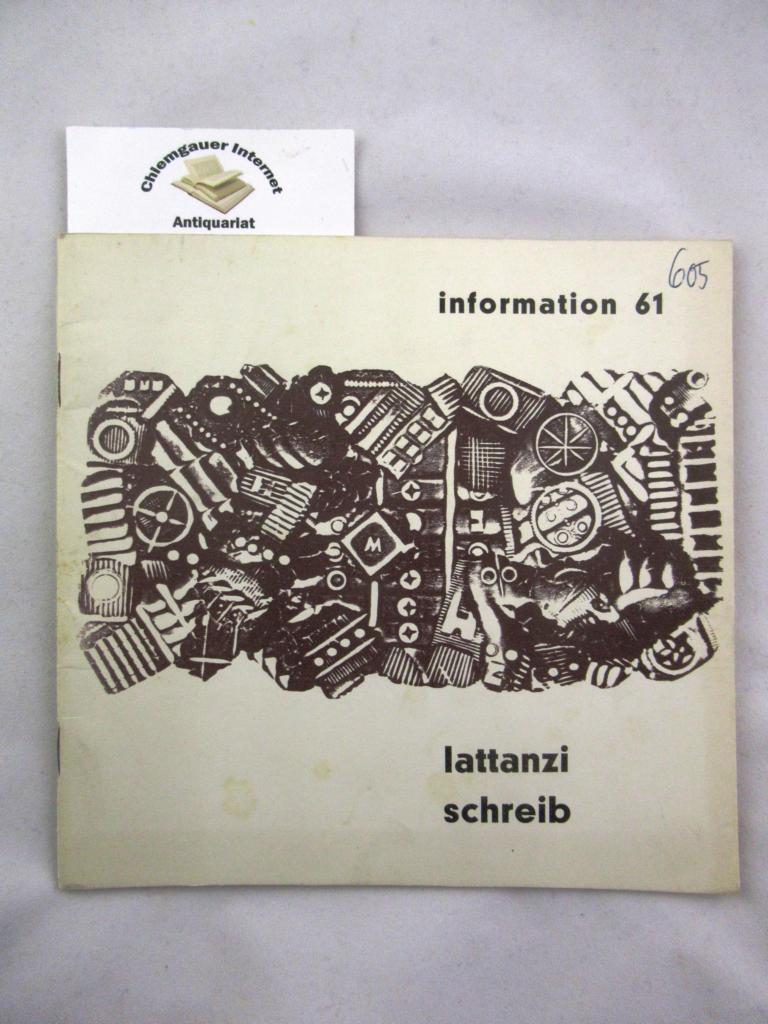 Chiemgauer Internet
Antiquariat
605
information 61
M
lattanzi
schreib